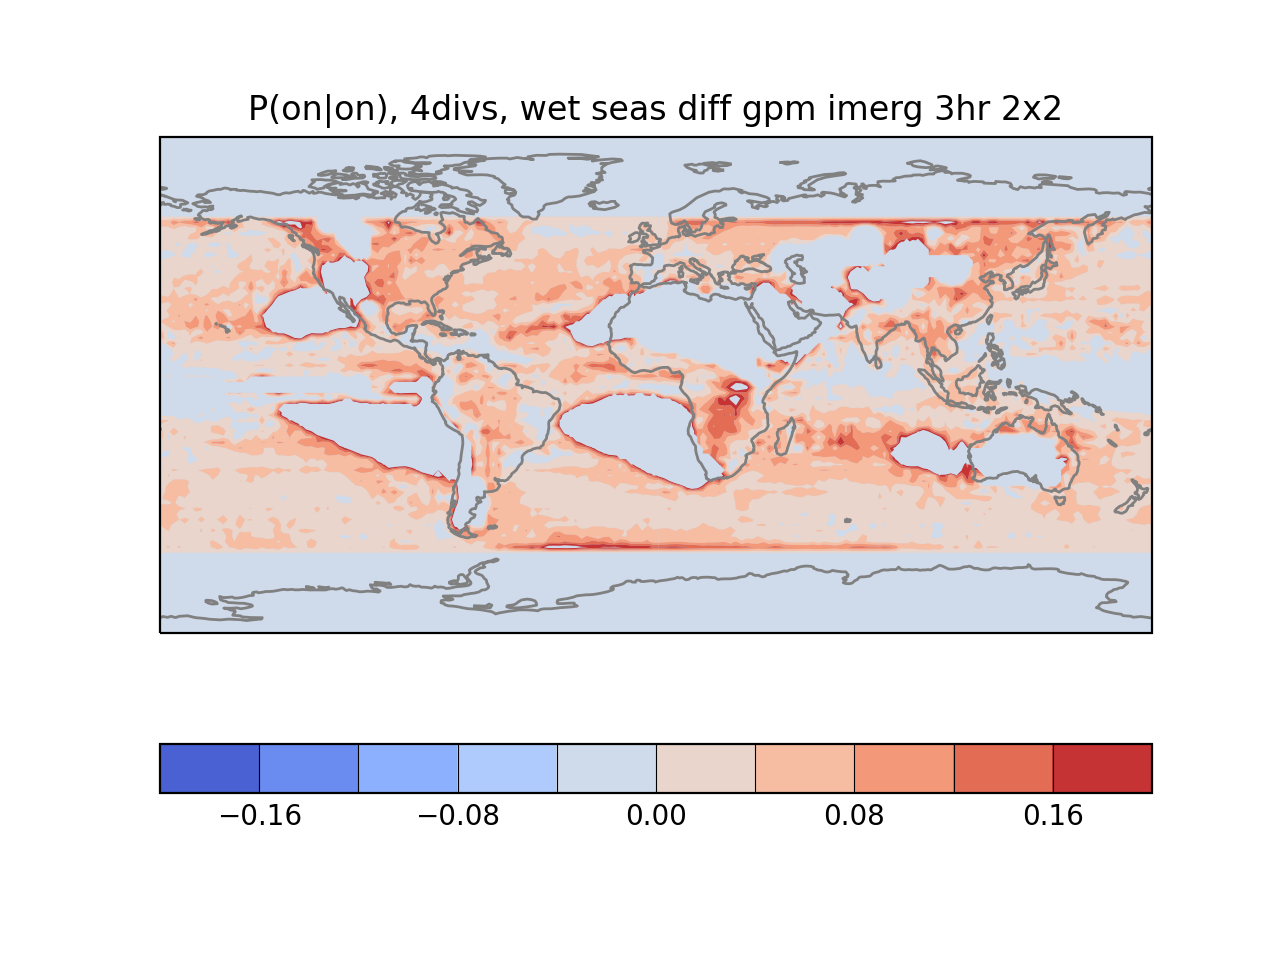 P(on|on), 4divs, wet seas diff gpm imerg 3hr 2x2
−0.16 −0.08 0.00 0.08 0.16